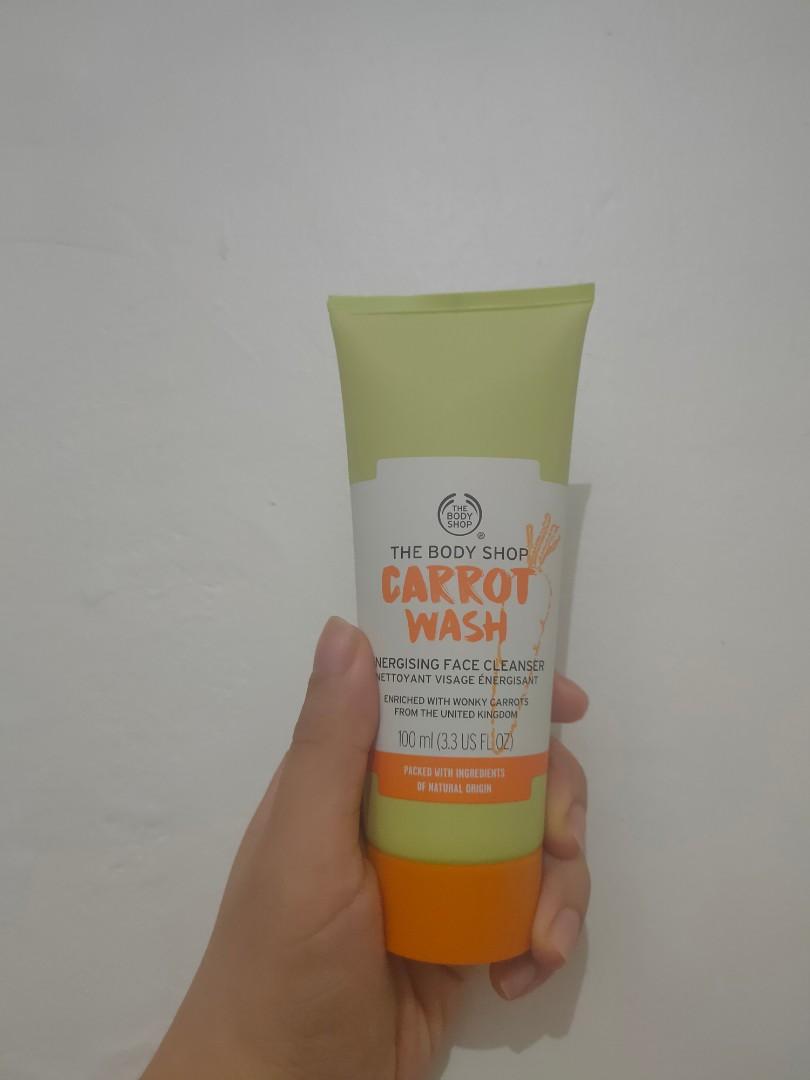 THE
BODY
SHOP
®
THE BODY SHOP
CARROT
WASH
NERGISING FACE CLEANSER
NETTOYANT VISAGE ÉNERGISANT
ENRICHED WITH WONKY CARROTS
FROM THE UNITED KINGDOM
100 ml (3.3 US FL OZ)
PACKED WITH INGREDIENTS
OF NATURAL ORIGIN